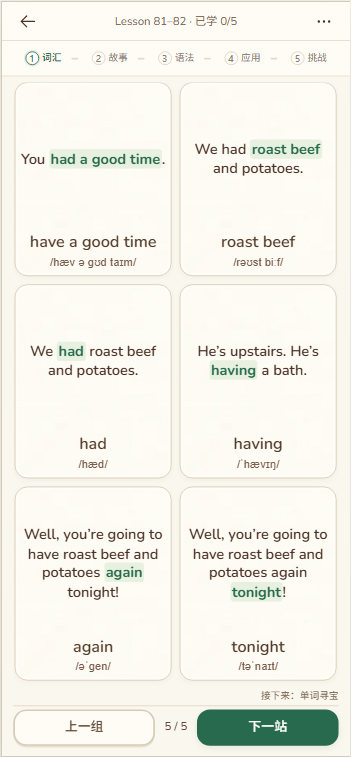 Lesson 81–82 · 已学 0/5
1 词汇 – 2 故事 – 3 语法 – 4 应用 – 5 挑战
You had a good time.
have a good time
/hæv ə ɡʊd taɪm/
We had roast beef
and potatoes.
roast beef
/rəʊst biːf/
We had roast beef
and potatoes.
had
/hæd/
He’s upstairs. He’s
having a bath.
having
/ˈhævɪŋ/
Well, you’re going to
have roast beef and
potatoes again
tonight!
again
/əˈɡen/
Well, you’re going to
have roast beef and
potatoes again
tonight!
tonight
/təˈnaɪt/
接下来：单词寻宝
上一组
5 / 5
下一站